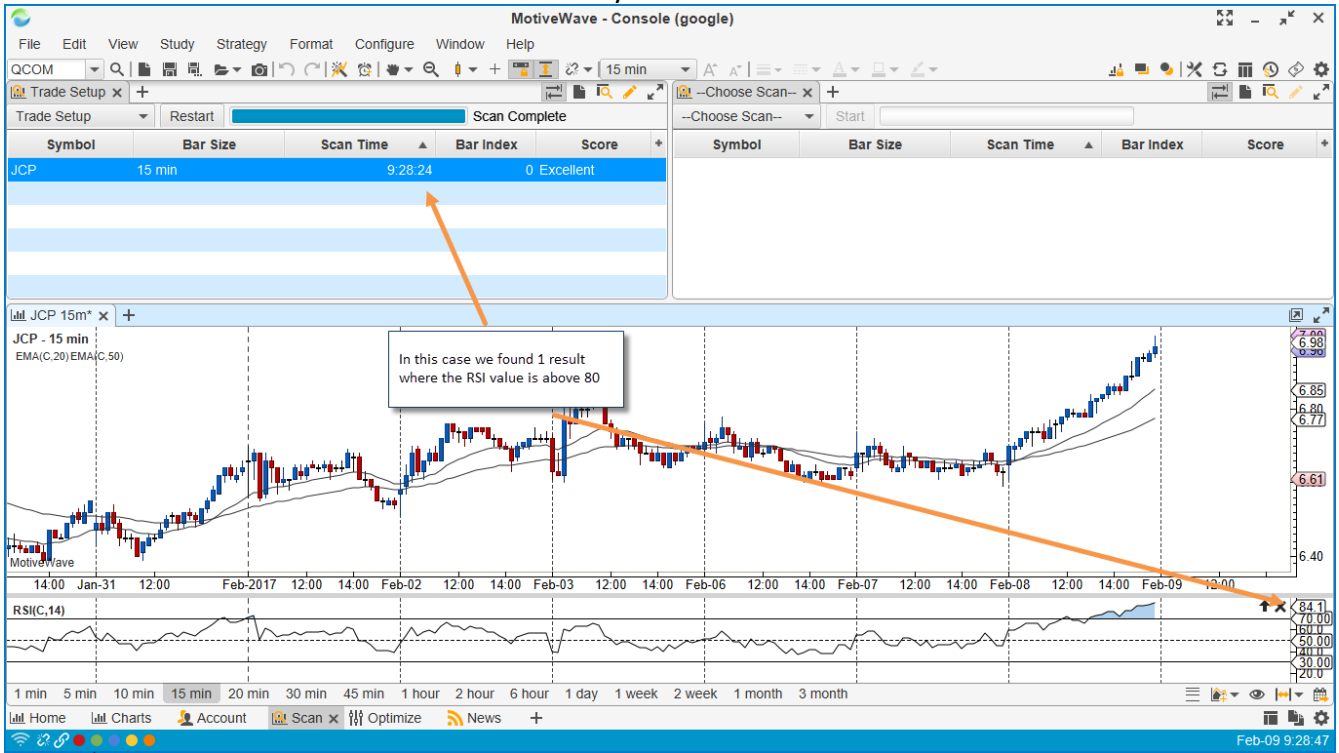 MotiveWave - Console (google)
File Edit View Study Strategy Format Configure Window Help
QCOM 15 min
Trade Setup --Choose Scan--
Trade Setup Restart Scan Complete --Choose Scan-- Start
Symbol Bar Size Scan Time Bar Index Score Symbol Bar Size Scan Time Bar Index Score
JCP 15 min 9:28:24 0 Excellent
JCP 15m*
JCP - 15 min
EMA(C,20) EMA(C,50)
In this case we found 1 result
where the RSI value is above 80
7.00
6.98
6.96
6.85
6.80
6.77
6.61
6.40
MotiveWave
14:00 Jan-31 12:00 Feb-2017 12:00 14:00 Feb-02 12:00 14:00 Feb-03 12:00 14:00 Feb-06 12:00 14:00 Feb-07 12:00 14:00 Feb-08 12:00 14:00 Feb-09 12:00
RSI(C,14)
84.1
70.00
60.0
50.00
40.0
30.00
20.0
1 min 5 min 10 min 15 min 20 min 30 min 45 min 1 hour 2 hour 6 hour 1 day 1 week 2 week 1 month 3 month
Home Charts Account Scan Optimize News
Feb-09 9:28:47